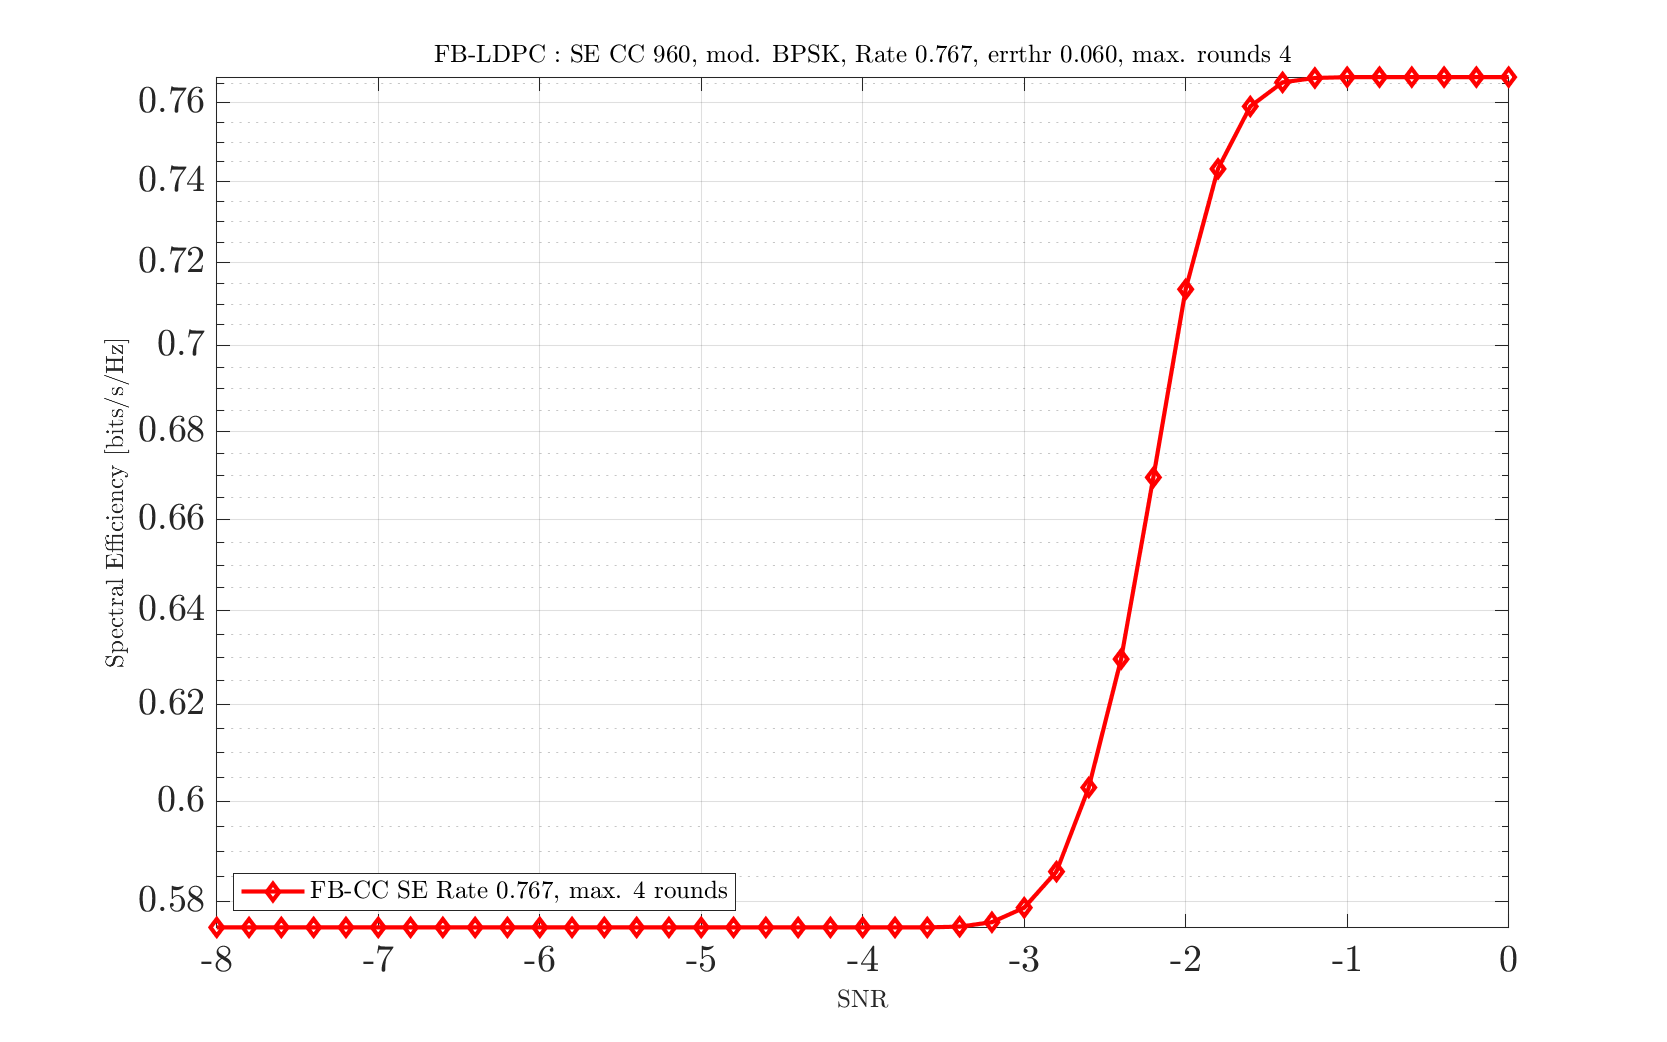 FB-LDPC : SE CC 960, mod. BPSK, Rate 0.767, errthr 0.060, max. rounds 4
0.76
0.74
0.72
0.7
0.68
0.66
0.64
0.62
0.6
0.58
Spectral Efficiency [bits/s/Hz]
FB-CC SE Rate 0.767, max. 4 rounds
-8 -7 -6 -5 -4 -3 -2 -1 0
SNR